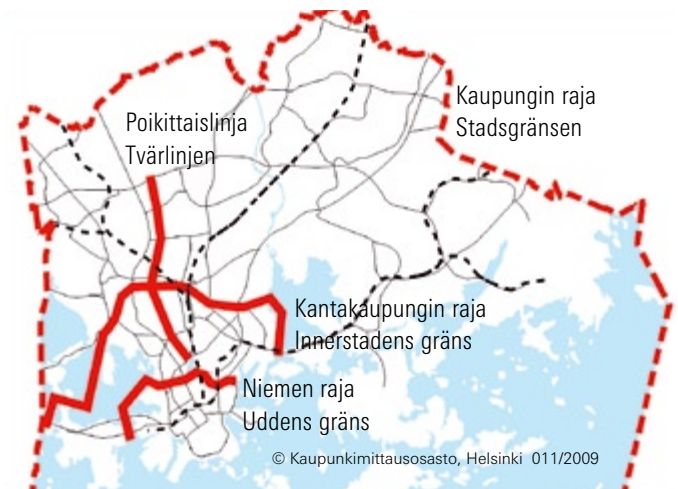 Kaupungin raja
Stadsgränsen
Poikittaislinja
Tvärlinjen
Kantakaupungin raja
Innerstadens gräns
Niemen raja
Uddens gräns
© Kaupunkimittausosasto, Helsinki 011/2009